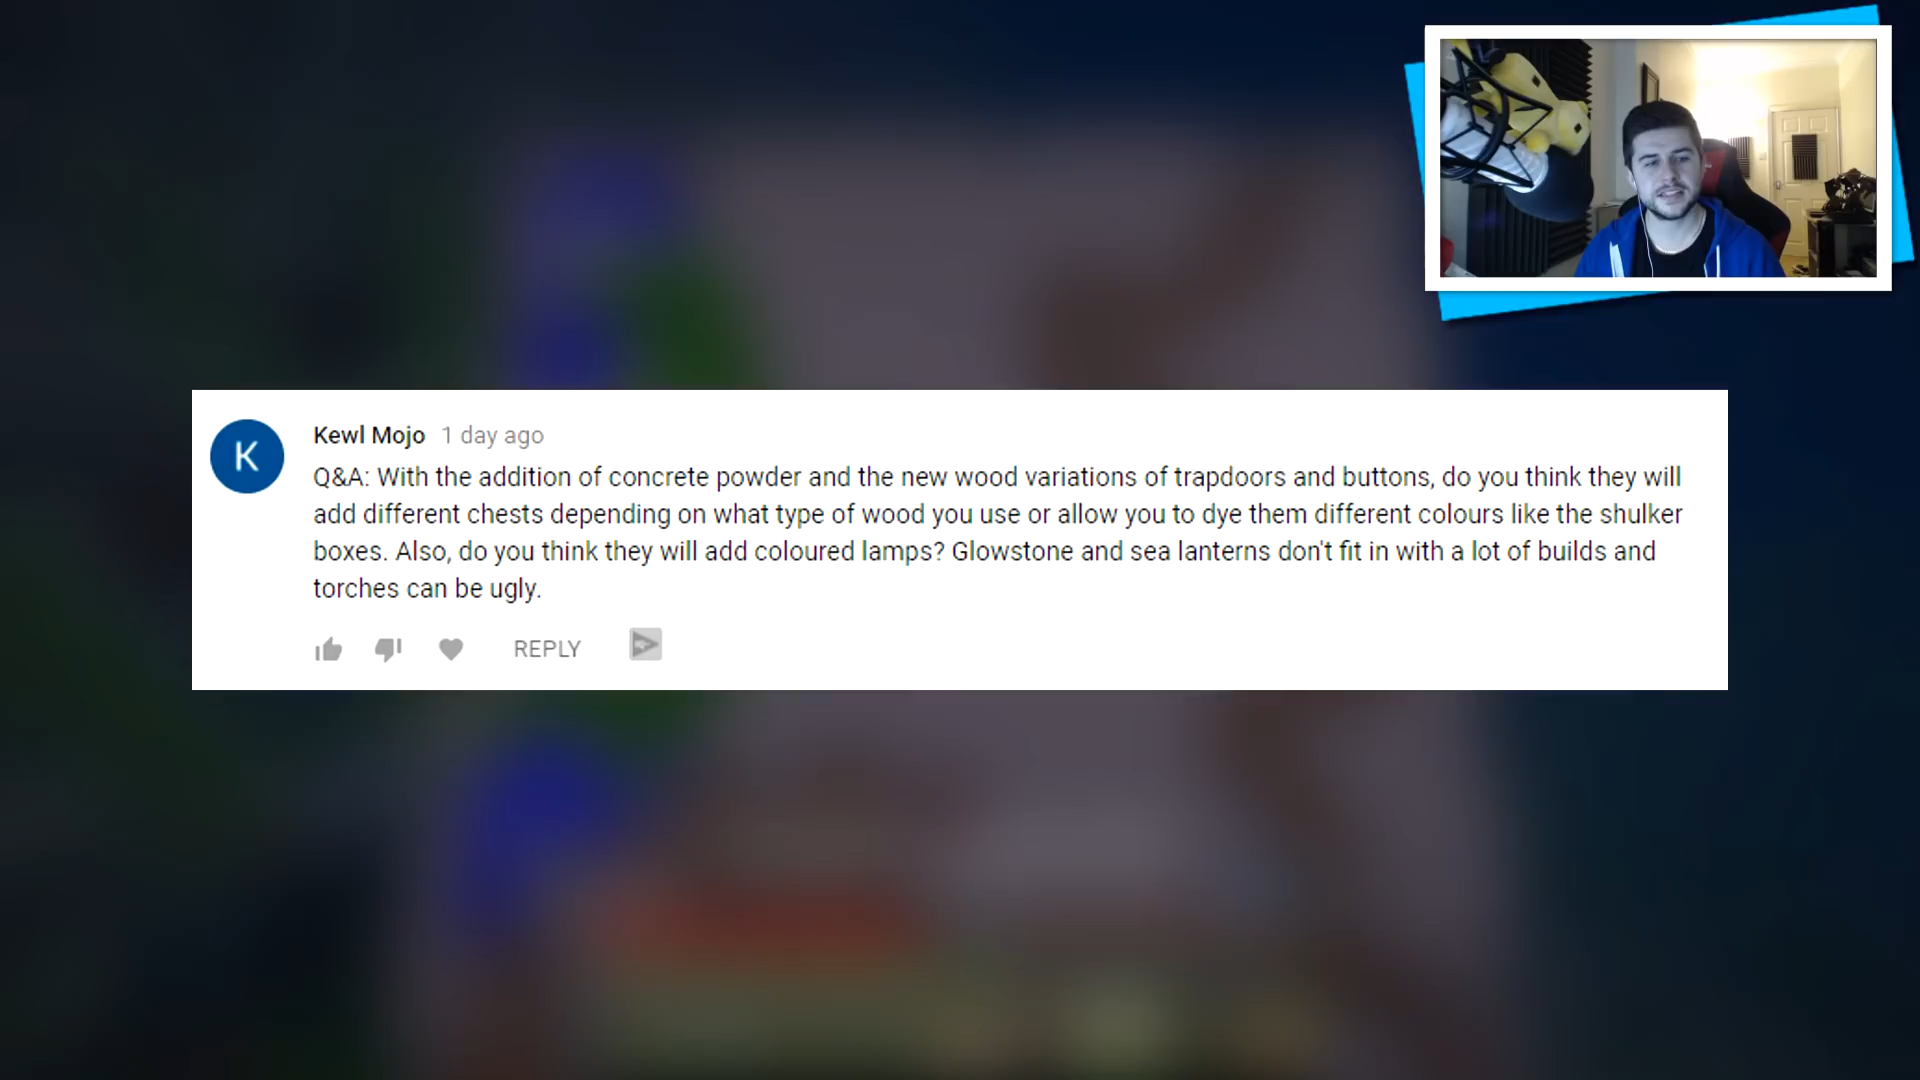 K
Kewl Mojo 1 day ago
Q&A: With the addition of concrete powder and the new wood variations of trapdoors and buttons, do you think they will
add different chests depending on what type of wood you use or allow you to dye them different colours like the shulker
boxes. Also, do you think they will add coloured lamps? Glowstone and sea lanterns don't fit in with a lot of builds and
torches can be ugly.
REPLY